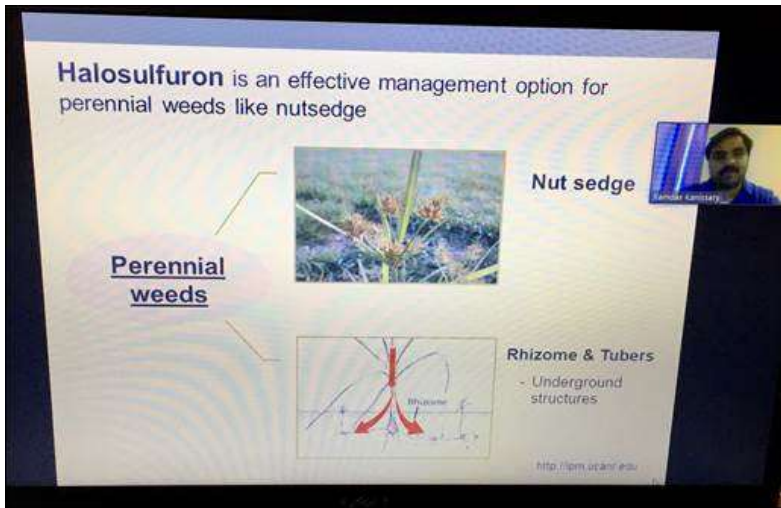 Halosulfuron is an effective management option for
perennial weeds like nutsedge
Nut sedge
Perennial
weeds
Rhizome & Tubers
- Underground
structures
Rhizome
http://ipm.ucanr.edu